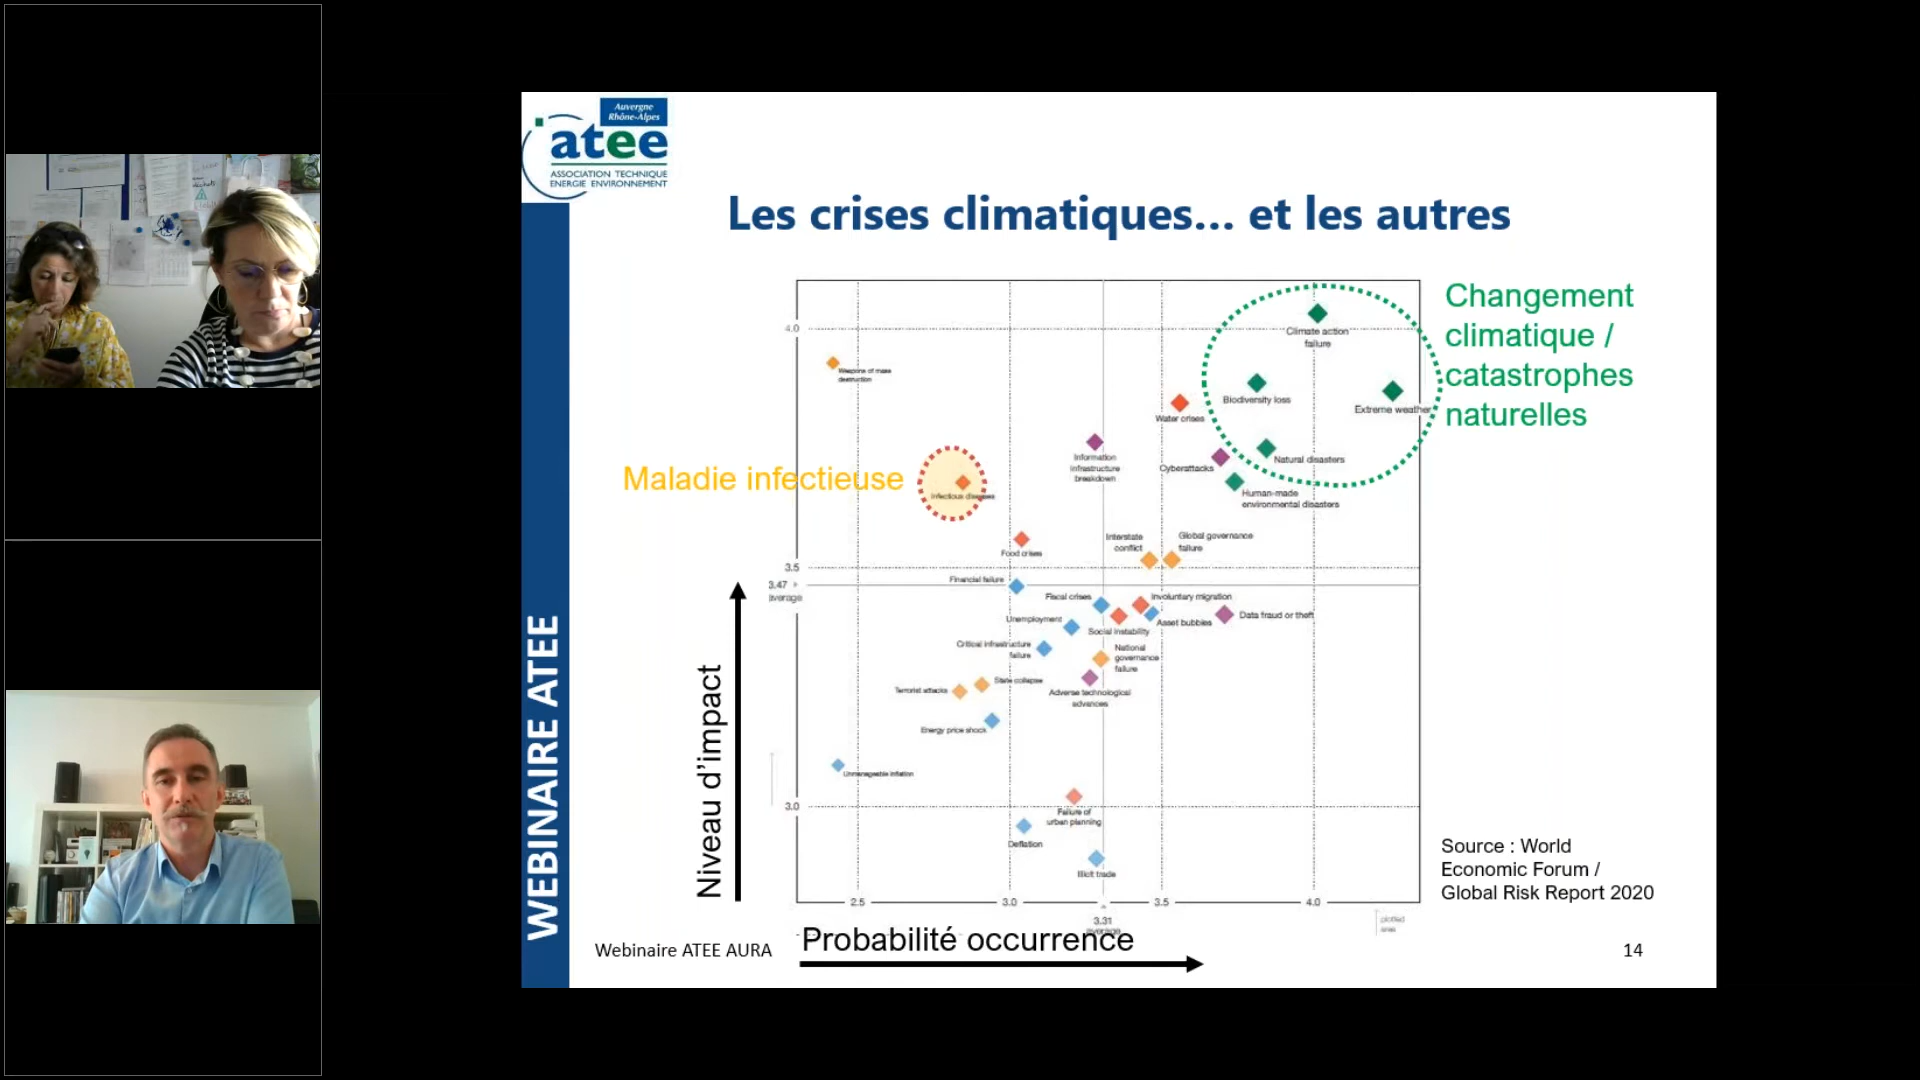 Auvergne
Rhône-Alpes
atee
ASSOCIATION TECHNIQUE
ENERGIE ENVIRONNEMENT
WEBINAIRE ATEE
Les crises climatiques... et les autres
Changement
climatique /
catastrophes
naturelles
Maladie infectieuse
Niveau d'impact
4.0
3.5
3.47
average
3.0
Climate action
failure
Weapons of mass
destruction
Biodiversity loss
Extreme weather
Water crises
Information
infrastructure
breakdown
Cyberattacks
Natural disasters
Infectious diseases
Human-made
environmental disasters
Food crises
Interstate
conflict
Global governance
failure
Financial failure
Fiscal crises
Involuntary migration
Unemployment
Social instability
Asset bubbles
Data fraud or theft
Critical infrastructure
failure
National
governance
failure
Terrorist attacks
State collapse
Adverse technological
advances
Energy price shock
Unmanageable inflation
Failure of
urban planning
Deflation
Illicit trade
2.5
3.0
3.5
4.0
3.31
average
plotted
area
Probabilité occurrence
Source : World
Economic Forum /
Global Risk Report 2020
Webinaire ATEE AURA
14